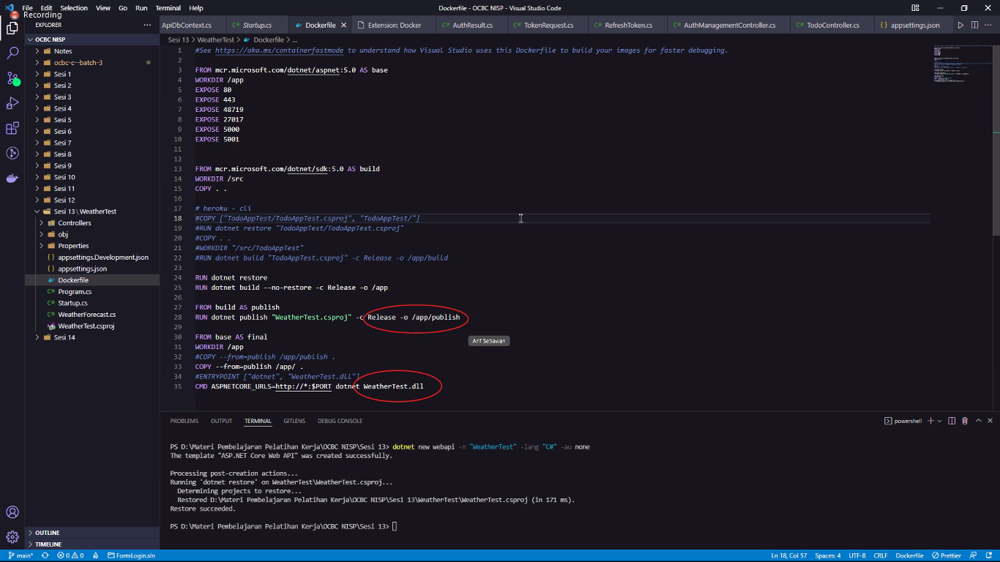 File Edit Selection View Go Run Terminal Help
Dockerfile - OCBC NISP - Visual Studio Code
Recording
EXPLORER
ApiDbContext.cs
Startup.cs
Dockerfile
Extension: Docker
AuthResult.cs
TokenRequest.cs
RefreshToken.cs
AuthManagementController.cs
TodoController.cs
appsettings.json
OCBC NISP
Notes
ocbc-c--batch-3
Sesi 1
Sesi 2
Sesi 3
Sesi 4
Sesi 5
Sesi 6
Sesi 7
Sesi 8
Sesi 9
Sesi 10
Sesi 11
Sesi 12
Sesi 13 \ WeatherTest
Controllers
obj
Properties
appsettings.Development.json
appsettings.json
Dockerfile
Program.cs
Startup.cs
WeatherForecast.cs
WeatherTest.csproj
Sesi 14
OUTLINE
TIMELINE
Sesi 13 > WeatherTest > Dockerfile > ...
1 #See https://aka.ms/containerfastmode to understand how Visual Studio uses this Dockerfile to build your images for faster debugging.
2
3 FROM mcr.microsoft.com/dotnet/aspnet:5.0 AS base
4 WORKDIR /app
5 EXPOSE 80
6 EXPOSE 443
7 EXPOSE 48719
8 EXPOSE 27017
9 EXPOSE 5000
10 EXPOSE 5001
11
12
13 FROM mcr.microsoft.com/dotnet/sdk:5.0 AS build
14 WORKDIR /src
15 COPY . .
16
17 # heroku - cli
18 #COPY ["TodoAppTest/TodoAppTest.csproj", "TodoAppTest/"]
19 #RUN dotnet restore "TodoAppTest/TodoAppTest.csproj"
20 #COPY . .
21 #WORKDIR "/src/TodoAppTest"
22 #RUN dotnet build "TodoAppTest.csproj" -c Release -o /app/build
23
24 RUN dotnet restore
25 RUN dotnet build --no-restore -c Release -o /app
26
27 FROM build AS publish
28 RUN dotnet publish "WeatherTest.csproj" -c Release -o /app/publish
29
Arif Setiawan
30 FROM base AS final
31 WORKDIR /app
32 #COPY --from=publish /app/publish .
33 COPY --from=publish /app/ .
34 #ENTRYPOINT ["dotnet", "WeatherTest.dll"]
35 CMD ASPNETCORE_URLS=http://*:$PORT dotnet WeatherTest.dll
PROBLEMS OUTPUT TERMINAL GITLENS DEBUG CONSOLE
powershell
PS D:\Materi Pembelajaran Pelatihan Kerja\OCBC NISP\Sesi 13> dotnet new webapi -n "WeatherTest" -lang "C#" -au none
The template "ASP.NET Core Web API" was created successfully.
Processing post-creation actions...
Running 'dotnet restore' on WeatherTest\WeatherTest.csproj...
Determining projects to restore...
Restored D:\Materi Pembelajaran Pelatihan Kerja\OCBC NISP\Sesi 13\WeatherTest\WeatherTest.csproj (in 171 ms).
Restore succeeded.
PS D:\Materi Pembelajaran Pelatihan Kerja\OCBC NISP\Sesi 13>
main* 0 0 FormLogin.sln
Ln 18, Col 57 Spaces: 4 UTF-8 CRLF Dockerfile Prettier